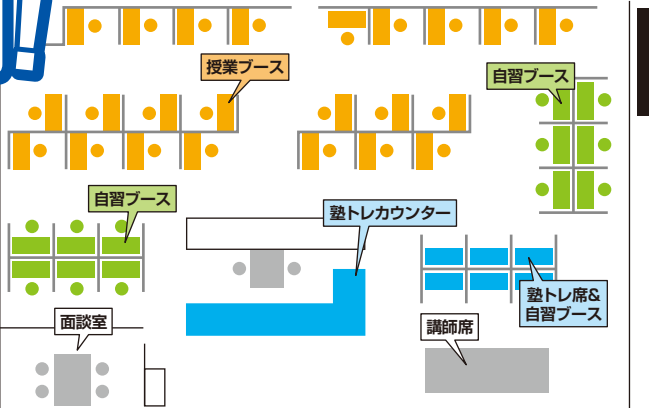 授業ブース
自習ブース
自習ブース
塾トレカウンター
塾トレ席&
自習ブース
面談室
講師席